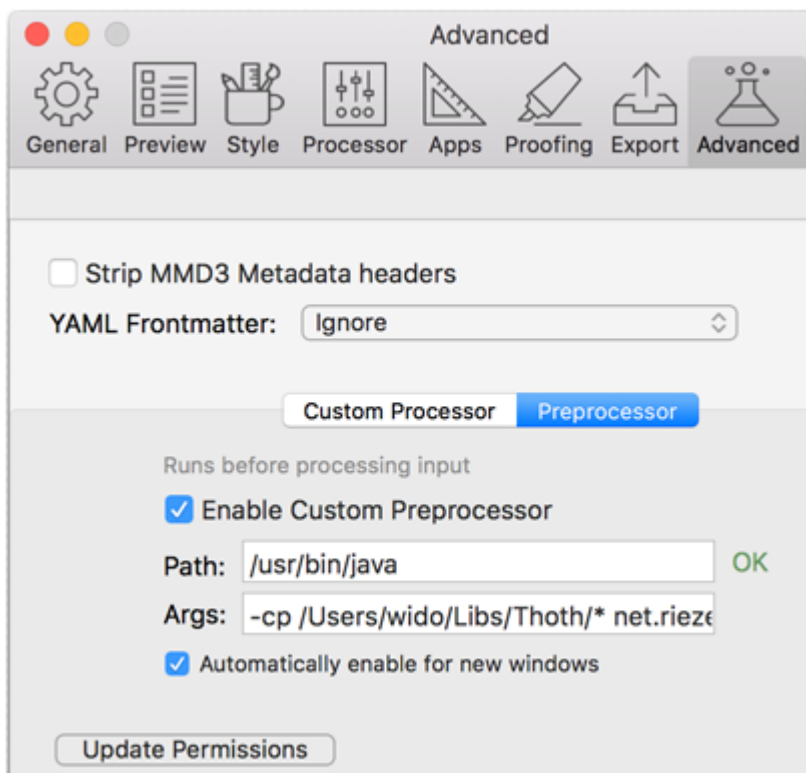 Advanced
General Preview Style Processor Apps Proofing Export Advanced
Strip MMD3 Metadata headers
YAML Frontmatter: Ignore
Custom Processor Preprocessor
Runs before processing input
Enable Custom Preprocessor
Path: /usr/bin/java OK
Args: -cp /Users/wido/Libs/Thoth/* net.rieze
Automatically enable for new windows
Update Permissions